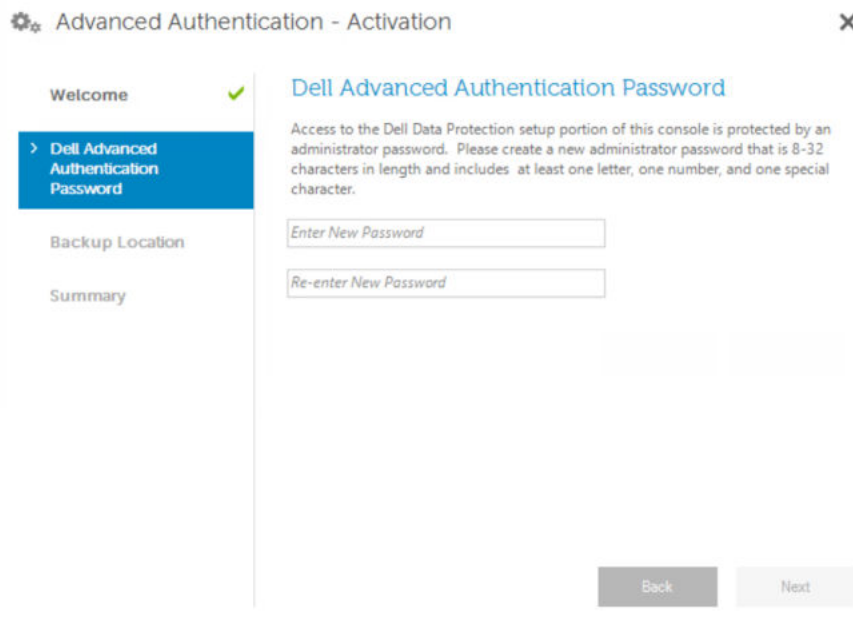 Advanced Authentication - Activation
Welcome
Dell Advanced
Authentication
Password
Backup Location
Summary
Dell Advanced Authentication Password
Access to the Dell Data Protection setup portion of this console is protected by an
administrator password.  Please create a new administrator password that is 8-32
characters in length and includes  at least one letter, one number, and one special
character.
Enter New Password
Re-enter New Password
Back
Next